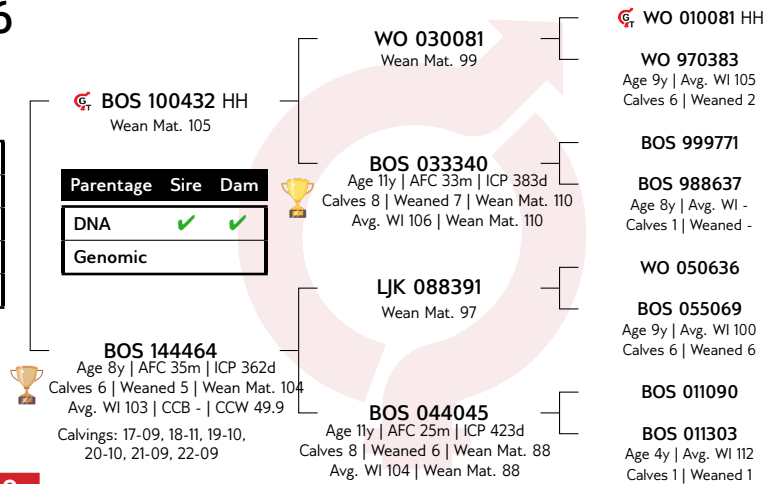 6
BOS 100432 HH
Wean Mat. 105
Parentage Sire Dam
DNA ✔ ✔
Genomic
BOS 144464
Age 8y | AFC 35m | ICP 362d
Calves 6 | Weaned 5 | Wean Mat. 104
Avg. WI 103 | CCB - | CCW 49.9
Calvings: 17-09, 18-11, 19-10,
20-10, 21-09, 22-09
WO 030081
Wean Mat. 99
BOS 033340
Age 11y | AFC 33m | ICP 383d
Calves 8 | Weaned 7 | Wean Mat. 110
Avg. WI 106 | Wean Mat. 110
LJK 088391
Wean Mat. 97
BOS 044045
Age 11y | AFC 25m | ICP 423d
Calves 8 | Weaned 6 | Wean Mat. 88
Avg. WI 104 | Wean Mat. 88
GT WO 010081 HH
WO 970383
Age 9y | Avg. WI 105
Calves 6 | Weaned 2
BOS 999771
BOS 988637
Age 8y | Avg. WI -
Calves 1 | Weaned -
WO 050636
BOS 055069
Age 9y | Avg. WI 100
Calves 6 | Weaned 6
BOS 011090
BOS 011303
Age 4y | Avg. WI 112
Calves 1 | Weaned 1